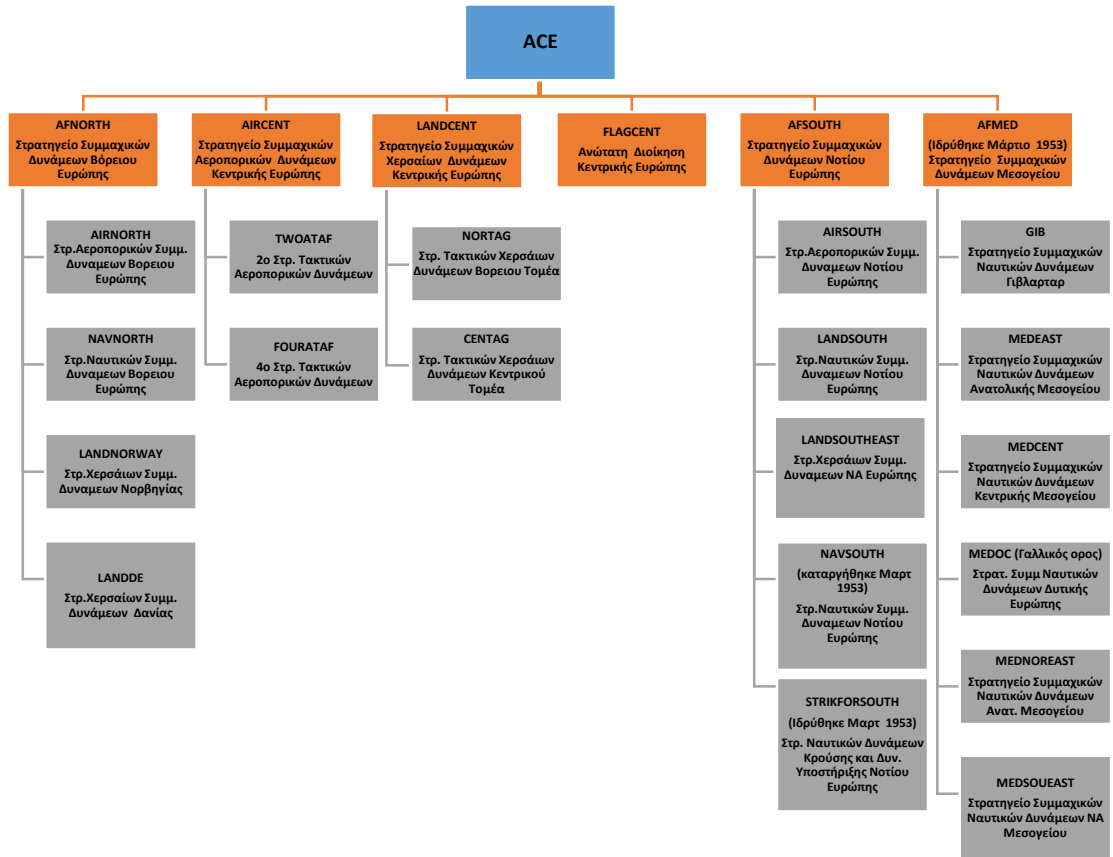 ACE
AFNORTH
Στρατηγείο Συμμαχικών
Δυνάμεων Βόρειου
Ευρώπης
AIRCENT
Στρατηγείο Συμμαχικών
Αεροπορικών Δυνάμεων
Κεντρικής Ευρώπης
LANDCENT
Στρατηγείο Συμμαχικών
Χερσαίων Δυνάμεων
Κεντρικής Ευρώπης
FLAGCENT
Ανώτατη Διοίκηση
Κεντρικής Ευρώπης
AFSOUTH
Στρατηγείο Συμμαχικών
Δυνάμεων Νοτίου
Ευρώπης
AFMED
(Ιδρύθηκε Μάρτιο 1953)
Στρατηγείο Συμμαχικών
Δυνάμεων Μεσογείου
AIRNORTH
Στρ.Αεροπορικών Συμμ.
Δυναμεων Βορειου
Ευρώπης
NAVNORTH
Στρ.Ναυτικών Συμμ.
Δυναμεων Βορειου
Ευρώπης
LANDNORWAY
Στρ.Χερσάιων Συμμ.
Δυναμεων Νορβηγίας
LANDDE
Στρ.Χερσαίων Συμμ.
Δυνάμεων Δανίας
TWOATAF
2ο Στρ. Τακτικών
Αεροπορικών Δυνάμεων
FOURATAF
4ο Στρ. Τακτικών
Αεροπορικών Δυνάμεων
NORTAG
Στρ. Τακτικών Χερσάιων
Δυνάμεων Βορειου Τομέα
CENTAG
Στρ. Τακτικών Χερσάιων
Δυνάμεων Κεντρικού
Τομέα
AIRSOUTH
Στρ.Αεροπορικών Συμμ.
Δυναμεων Νοτίου
Ευρώπης
LANDSOUTH
Στρ.Ναυτικών Συμμ.
Δυναμεων Νοτίου
Ευρώπης
LANDSOUTHEAST
Στρ.Χερσάιων Συμμ.
Δυναμεων ΝΑ Ευρώπης
NAVSOUTH
(καταργήθηκε Μαρτ
1953)
Στρ.Ναυτικών Συμμ.
Δυναμεων Νοτίου
Ευρώπης
STRIKFORSOUTH
(Ιδρύθηκε Μαρτ 1953)
Στρ. Ναυτικών Δυνάμεων
Κρούσης και Δυν.
Υποστήριξης Νοτίου
Ευρώπης
GIB
Στρατηγείο Συμμαχικών
Ναυτικών Δυνάμεων
Γιβλαρταρ
MEDEAST
Στρατηγείο Συμμαχικών
Ναυτικών Δυνάμεων
Ανατολικής Μεσογείου
MEDCENT
Στρατηγείο Συμμαχικών
Ναυτικών Δυνάμεων
Κεντρικής Μεσογείου
MEDOC (Γαλλικός ορος)
Στρατ. Συμμ Ναυτικών
Δυνάμεων Δυτικής
Ευρώπης
MEDNOREAST
Στρατηγείο Συμμαχικών
Ναυτικών Δυνάμεων
Ανατ. Μεσογείου
MEDSOUEAST
Στρατηγείο Συμμαχικών
Ναυτικών Δυνάμεων ΝΑ
Μεσογείου